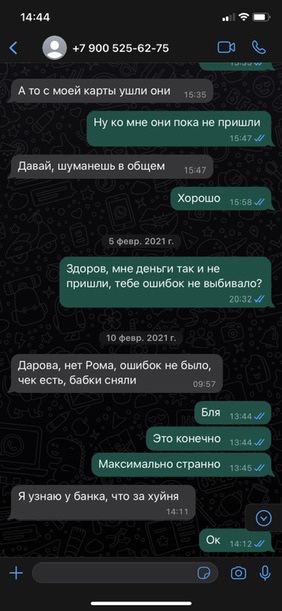 14:44
+7 900 525-62-75
А то с моей карты ушли они
15:35
Ну ко мне они пока не пришли
15:47
Давай, шуманешь в общем
15:47
Хорошо
15:58
5 февр. 2021 г.
Здоров, мне деньги так и не
пришли, тебе ошибок не выбивало?
20:32
10 февр. 2021 г.
Дарова, нет Рома, ошибок не было,
чек есть, бабки сняли
09:57
Бля
13:44
Это конечно
13:44
Максимально странно
13:45
Я узнаю у банка, что за хуйня
14:11
Ок
14:12